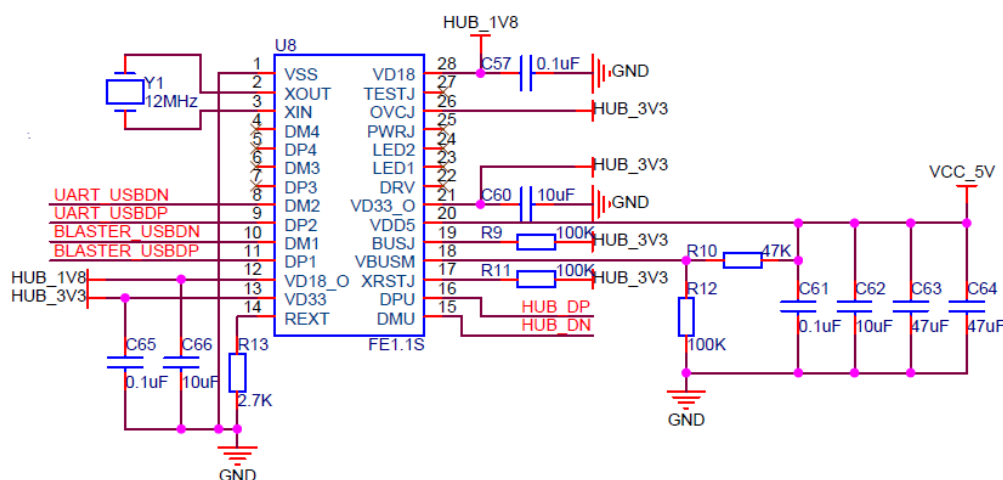 HUB_1V8
U8
1 VSS VD18 28 C57 0.1uF GND
2 XOUT TESTJ 27
Y1
12MHz
3 XIN OVCJ 26 HUB_3V3
4 DM4 PWRJ 25
5 DP4 LED2 24
6 DM3 LED1 23 HUB_3V3
7 DP3 DRV 22
VCC_5V
UART_USBDN 8 DM2 VD33_O 21 C60 10uF GND
UART_USBDP 9 DP2 VDD5 20
BLASTER_USBDN 10 DM1 BUSJ 19 R9 100K HUB_3V3
BLASTER_USBDP 11 DP1 VBUSM 18 R10 47K
HUB_1V8 12 VD18_O XRSTJ 17 R11 100K HUB_3V3
HUB_3V3 13 VD33 DPU 16 HUB_DP
14 REXT DMU 15 HUB_DN
FE1.1S
R12
100K
C61 C62 C63 C64
0.1uF 10uF 47uF 47uF
C65 C66 R13
0.1uF 10uF 2.7K
GND
GND